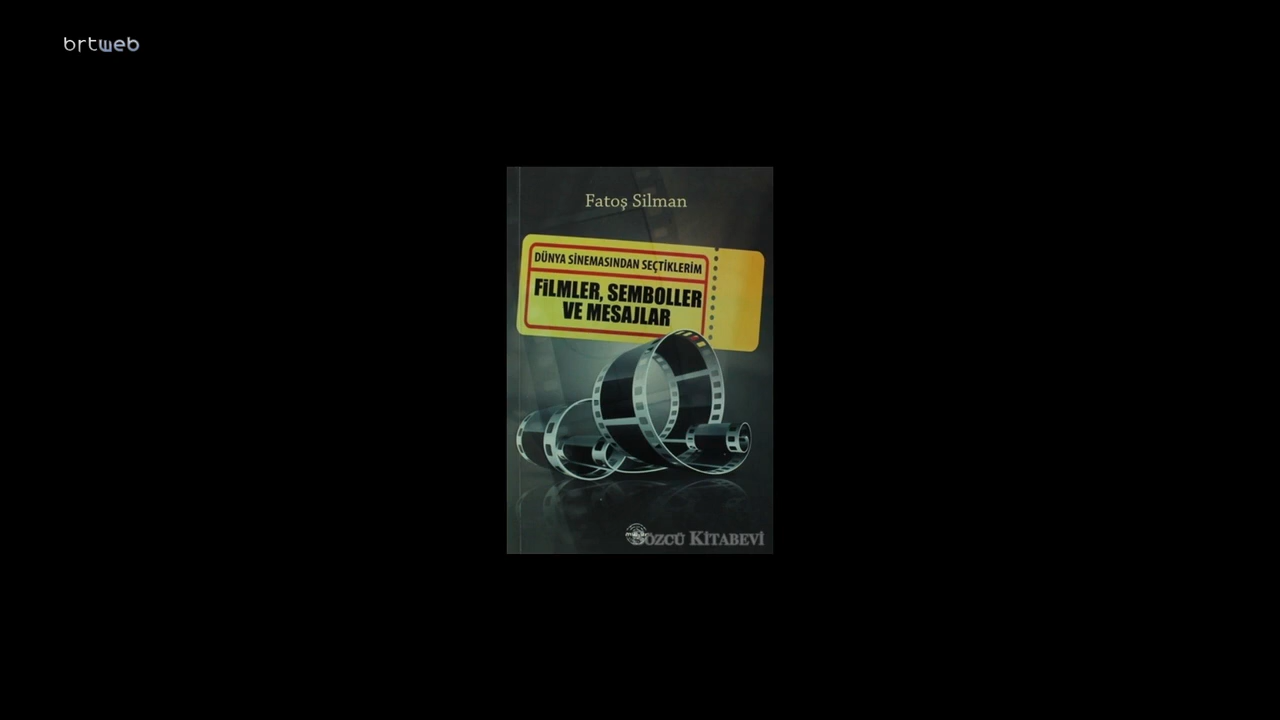 brtweb
Fatoş Silman
DÜNYA SİNEMASINDAN SEÇTİKLERİM
FİLMLER, SEMBOLLER
VE MESAJLAR
SÖZCÜ KİTABEVİ